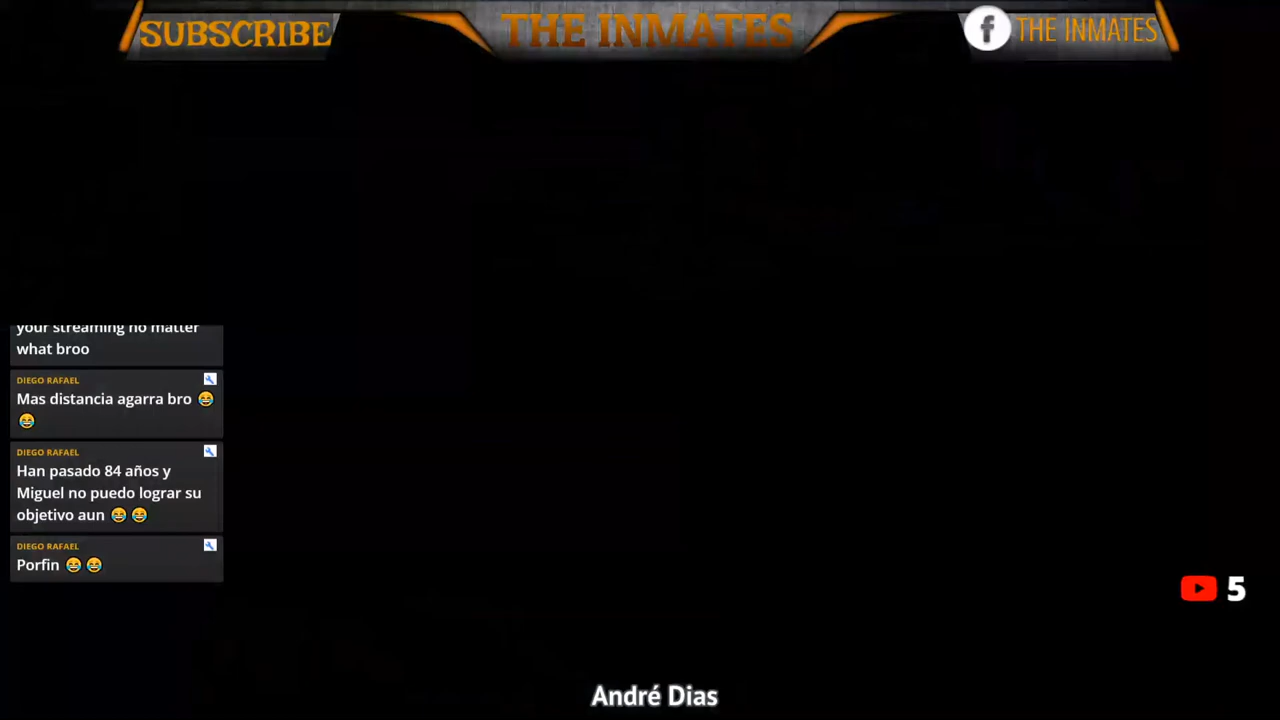 SUBSCRIBE
THE INMATES
THE INMATES
your streaming no matter
what broo
DIEGO RAFAEL
Mas distancia agarra bro 😂
😂
DIEGO RAFAEL
Han pasado 84 años y
Miguel no puedo lograr su
objetivo aun 😂 😂
DIEGO RAFAEL
Porfin 😂 😂
5
André Dias